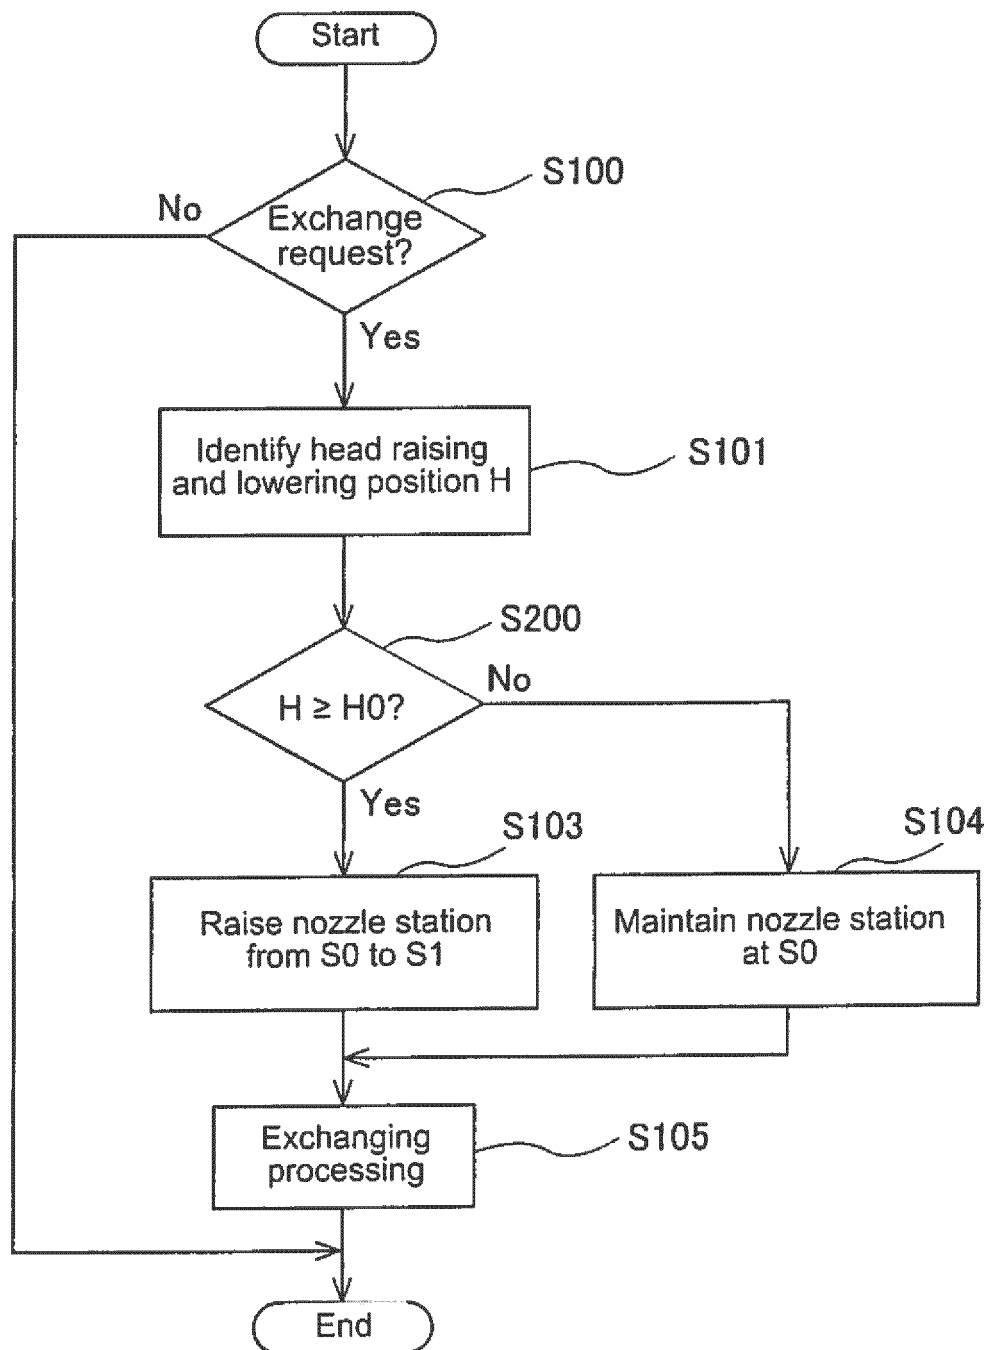 Start
S100
No
Exchange
request?
Yes
Identify head raising
and lowering position H
S101
S200
No
H ≥ H0?
Yes
S103
S104
Raise nozzle station
from S0 to S1
Maintain nozzle station
at S0
Exchanging
processing
S105
End